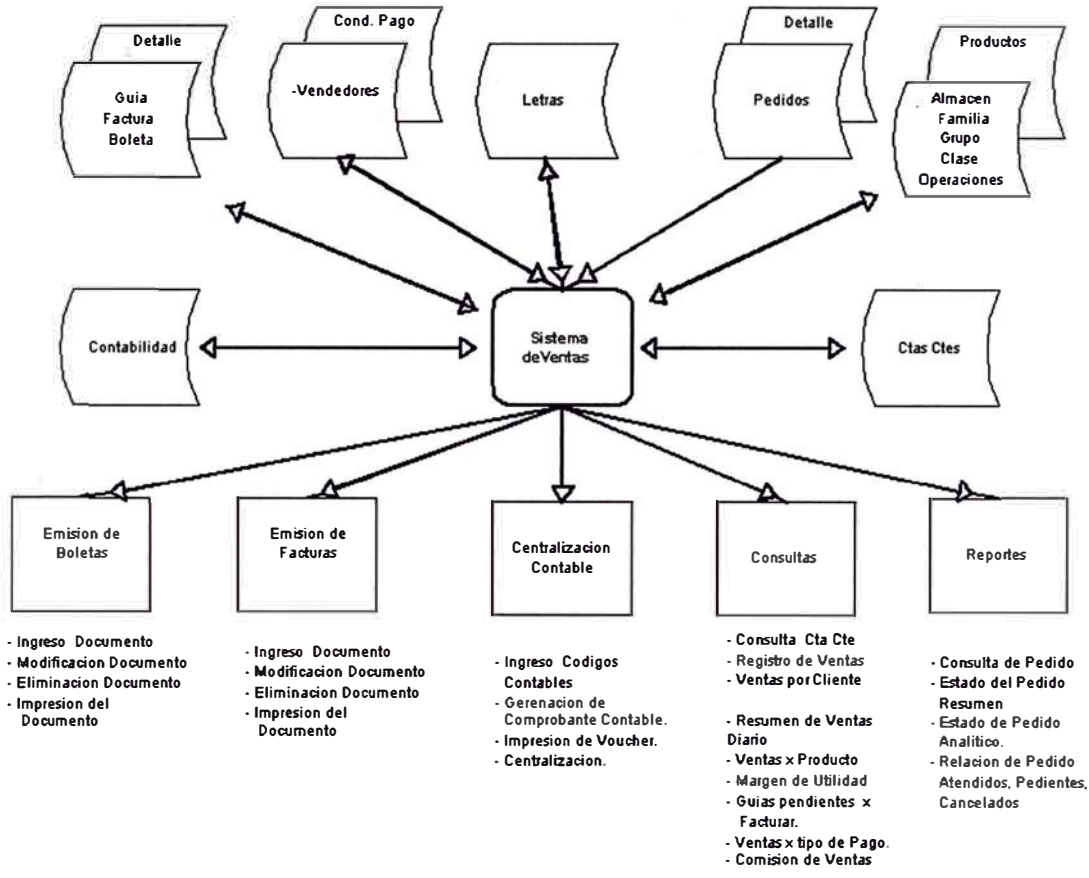 Detalle
Guia
Factura
Boleta
Cond. Pago
-Vendedores
Letras
Detalle
Pedidos
Productos
Almacen
Familia
Grupo
Clase
Operaciones
Contabilidad
Sistema
deVentas
Ctas Ctes
Emision de
Boletas
- Ingreso Documento
- Modificacion Documento
- Eliminacion Documento
- Impresion del
Documento
Emision de
Facturas
- Ingreso Documento
- Modificacion Documento
- Eliminacion Documento
- Impresion del
Documento
Centralizacion
Contable
- Ingreso Codigos
Contables
- Gerenacion de
Comprobante Contable.
- Impresion de Voucher.
- Centralizacion.
Consultas
- Consulta Cta Cte
- Registro de Ventas
- Ventas por Cliente
- Resumen de Ventas
Diario
- Ventas x Producto
- Margen de Utilidad
- Guias pendientes x
Facturar.
- Ventas x tipo de Pago.
- Comision de Ventas
Reportes
- Consulta de Pedido
- Estado del Pedido
Resumen
- Estado de Pedido
Analitico.
- Relacion de Pedido
Atendidos, Pedientes,
Cancelados